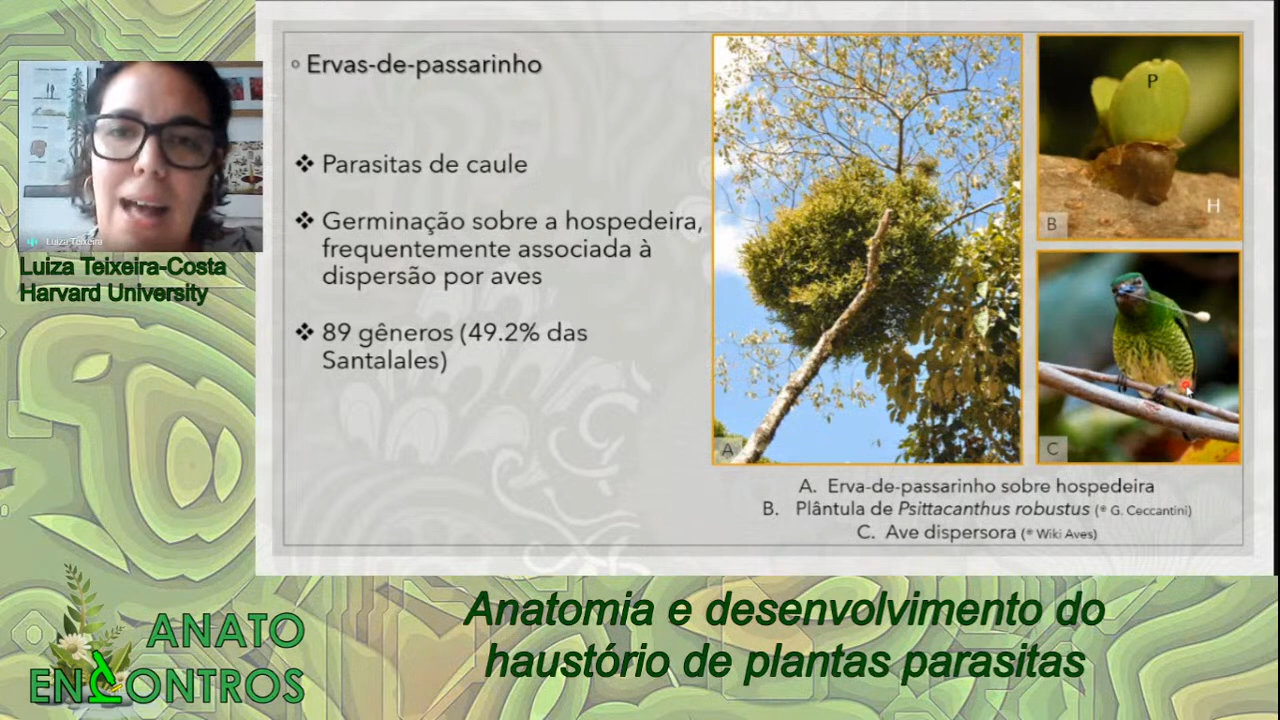 Ervas-de-passarinho
Parasitas de caule
Germinação sobre a hospedeira,
frequentemente associada à
dispersão por aves
89 gêneros (49.2% das
Santalales)
A
P
H
B
C
A. Erva-de-passarinho sobre hospedeira
B. Plântula de Psittacanthus robustus (® G. Ceccantini)
C. Ave dispersora (® Wiki Aves)
Luiza Teixeira
Luiza Teixeira-Costa
Harvard University
ANATO
ENCONTROS
Anatomia e desenvolvimento do
haustório de plantas parasitas